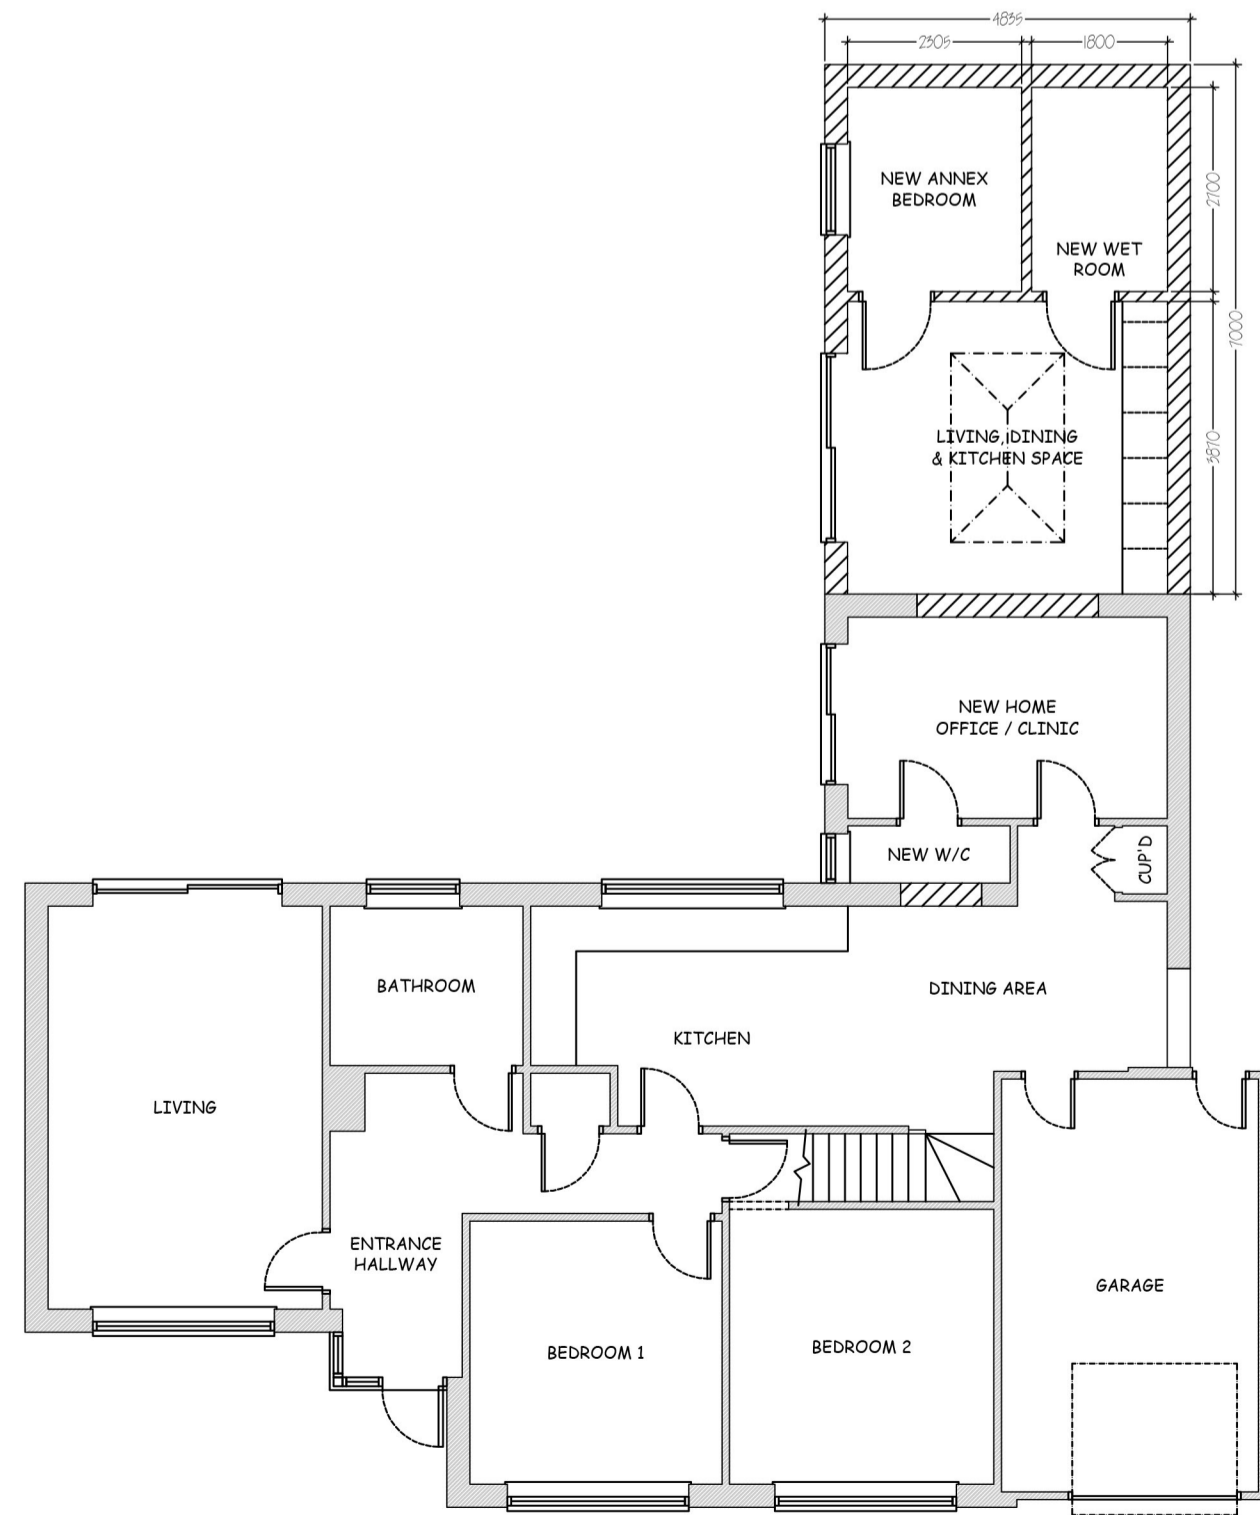 4835
2305
1800
NEW ANNEX
BEDROOM
2700
NEW WET
ROOM
7000
LIVING, DINING
& KITCHEN SPACE
3870
NEW HOME
OFFICE / CLINIC
NEW W/C
CUP'D
BATHROOM
DINING AREA
KITCHEN
LIVING
ENTRANCE
HALLWAY
GARAGE
BEDROOM 1
BEDROOM 2